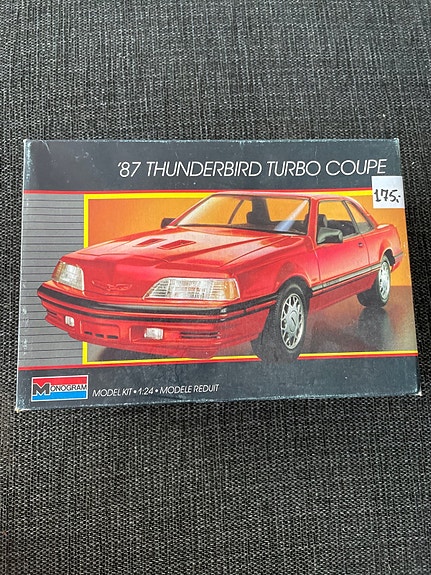 '87 THUNDERBIRD TURBO COUPE
175.-
MONOGRAM
MODEL KIT • 1:24 • MODELE REDUIT